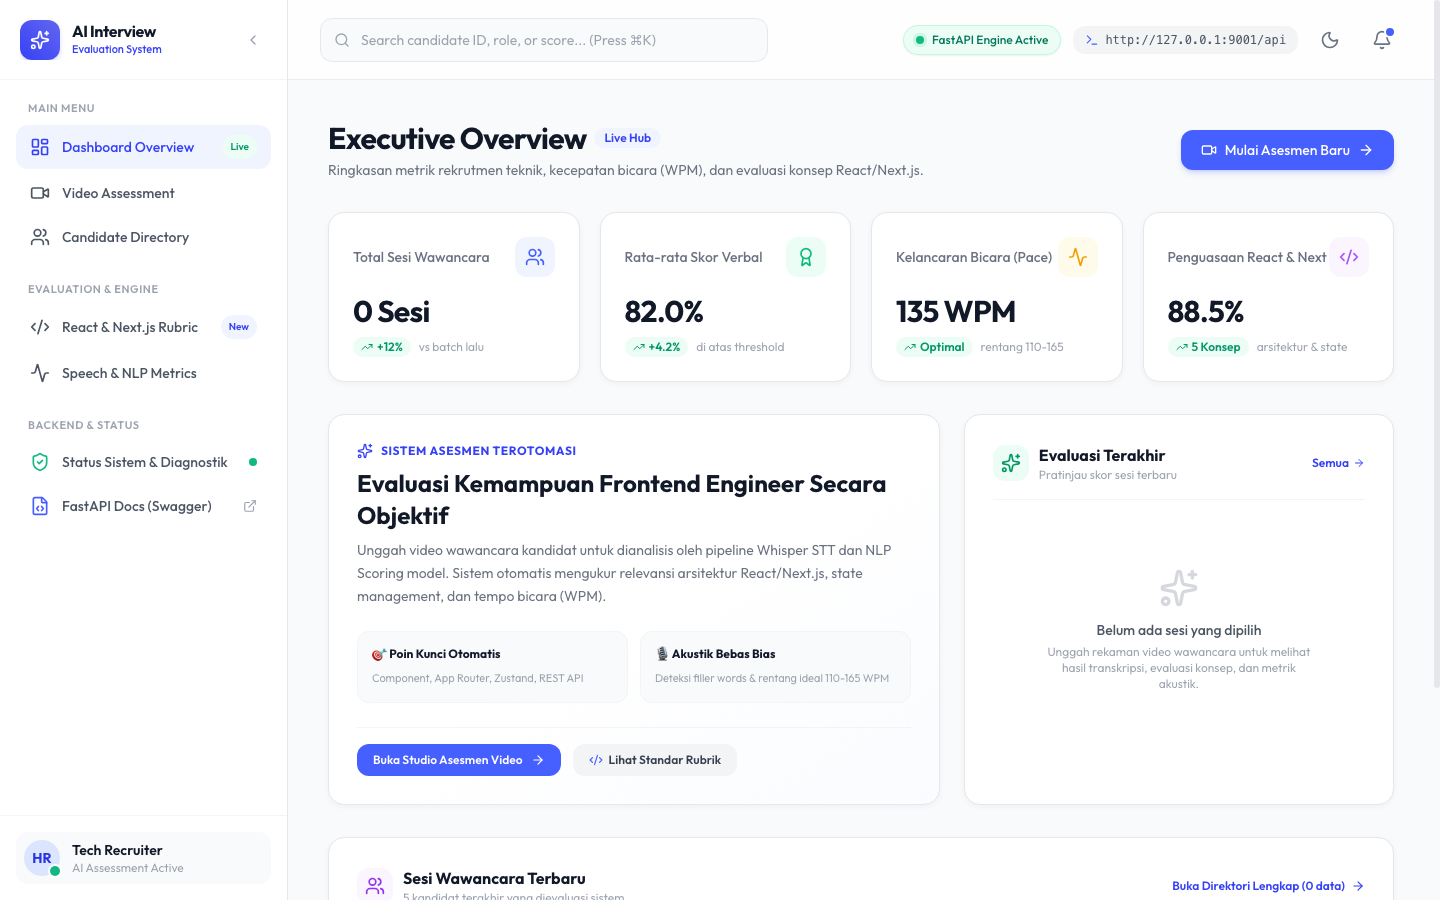 AI Interview
Evaluation System
Search candidate ID, role, or score... (Press ⌘K)
FastAPI Engine Active
http://127.0.0.1:9001/api
MAIN MENU
Dashboard Overview
Live
Video Assessment
Candidate Directory
EVALUATION & ENGINE
React & Next.js Rubric
New
Speech & NLP Metrics
BACKEND & STATUS
Status Sistem & Diagnostik
FastAPI Docs (Swagger)
HR
Tech Recruiter
AI Assessment Active
Executive Overview
Live Hub
Ringkasan metrik rekrutmen teknik, kecepatan bicara (WPM), dan evaluasi konsep React/Next.js.
Mulai Asesmen Baru
Total Sesi Wawancara
0 Sesi
+12%
vs batch lalu
Rata-rata Skor Verbal
82.0%
+4.2%
di atas threshold
Kelancaran Bicara (Pace)
135 WPM
Optimal
rentang 110-165
Penguasaan React & Next
88.5%
5 Konsep
arsitektur & state
SISTEM ASESMEN TEROTOMASI
Evaluasi Kemampuan Frontend Engineer Secara
Objektif
Unggah video wawancara kandidat untuk dianalisis oleh pipeline Whisper STT dan NLP
Scoring model. Sistem otomatis mengukur relevansi arsitektur React/Next.js, state
management, dan tempo bicara (WPM).
Poin Kunci Otomatis
Component, App Router, Zustand, REST API
Akustik Bebas Bias
Deteksi filler words & rentang ideal 110-165 WPM
Buka Studio Asesmen Video
Lihat Standar Rubrik
Evaluasi Terakhir
Pratinjau skor sesi terbaru
Semua
Belum ada sesi yang dipilih
Unggah rekaman video wawancara untuk melihat
hasil transkripsi, evaluasi konsep, dan metrik
akustik.
Sesi Wawancara Terbaru
5 kandidat terakhir yang dievaluasi sistem
Buka Direktori Lengkap (0 data)